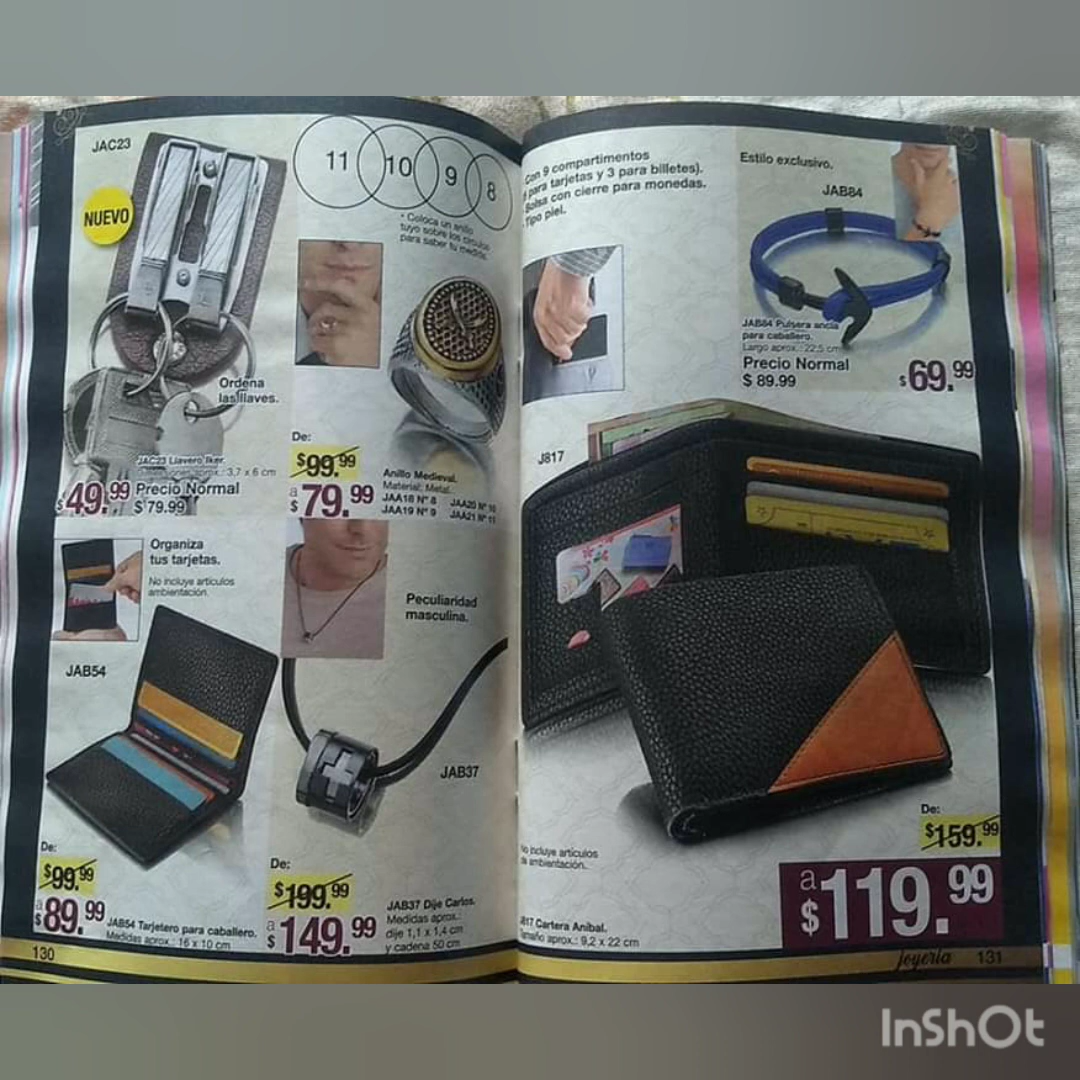 JAC23
NUEVO
Ordena
las llaves.
JAC23 Llavero Iker.
aprox.: 3,7 x 6 cm
$49.99 Precio Normal
$ 79.99
11
10
9
8
* Coloca un anillo
tuyo sobre los círculos
para saber tu medida.
De:
$99.99
a
$79.99
Anillo Medieval.
Material: Metal.
JAA18 N° 8 JAA20 N° 10
JAA19 N° 9 JAA21 N° 11
Organiza
tus tarjetas.
No incluye artículos
ambientación.
JAB54
De:
$99.99
a
$89.99
JAB54 Tarjetero para caballero.
Medidas aprox.: 16 x 10 cm
Peculiaridad
masculina.
JAB37
De:
$199.99
a
$149.99
JAB37 Dije Carlos.
Medidas aprox.:
dije 1,1 x 1,4 cm
y cadena 50 cm
130
Con 9 compartimentos
para tarjetas y 3 para billetes).
Bolsa con cierre para monedas.
Tipo piel.
Estilo exclusivo.
JAB84
JAB84 Pulsera ancla
para caballero.
Largo aprox.: 22,5 cm
Precio Normal
$ 89.99
$69.99
J817
No incluye artículos
de ambientación.
De:
$159.99
a
$119.99
J817 Cartera Aníbal.
Tamaño aprox.: 9,2 x 22 cm
Joyería 131
InShOt